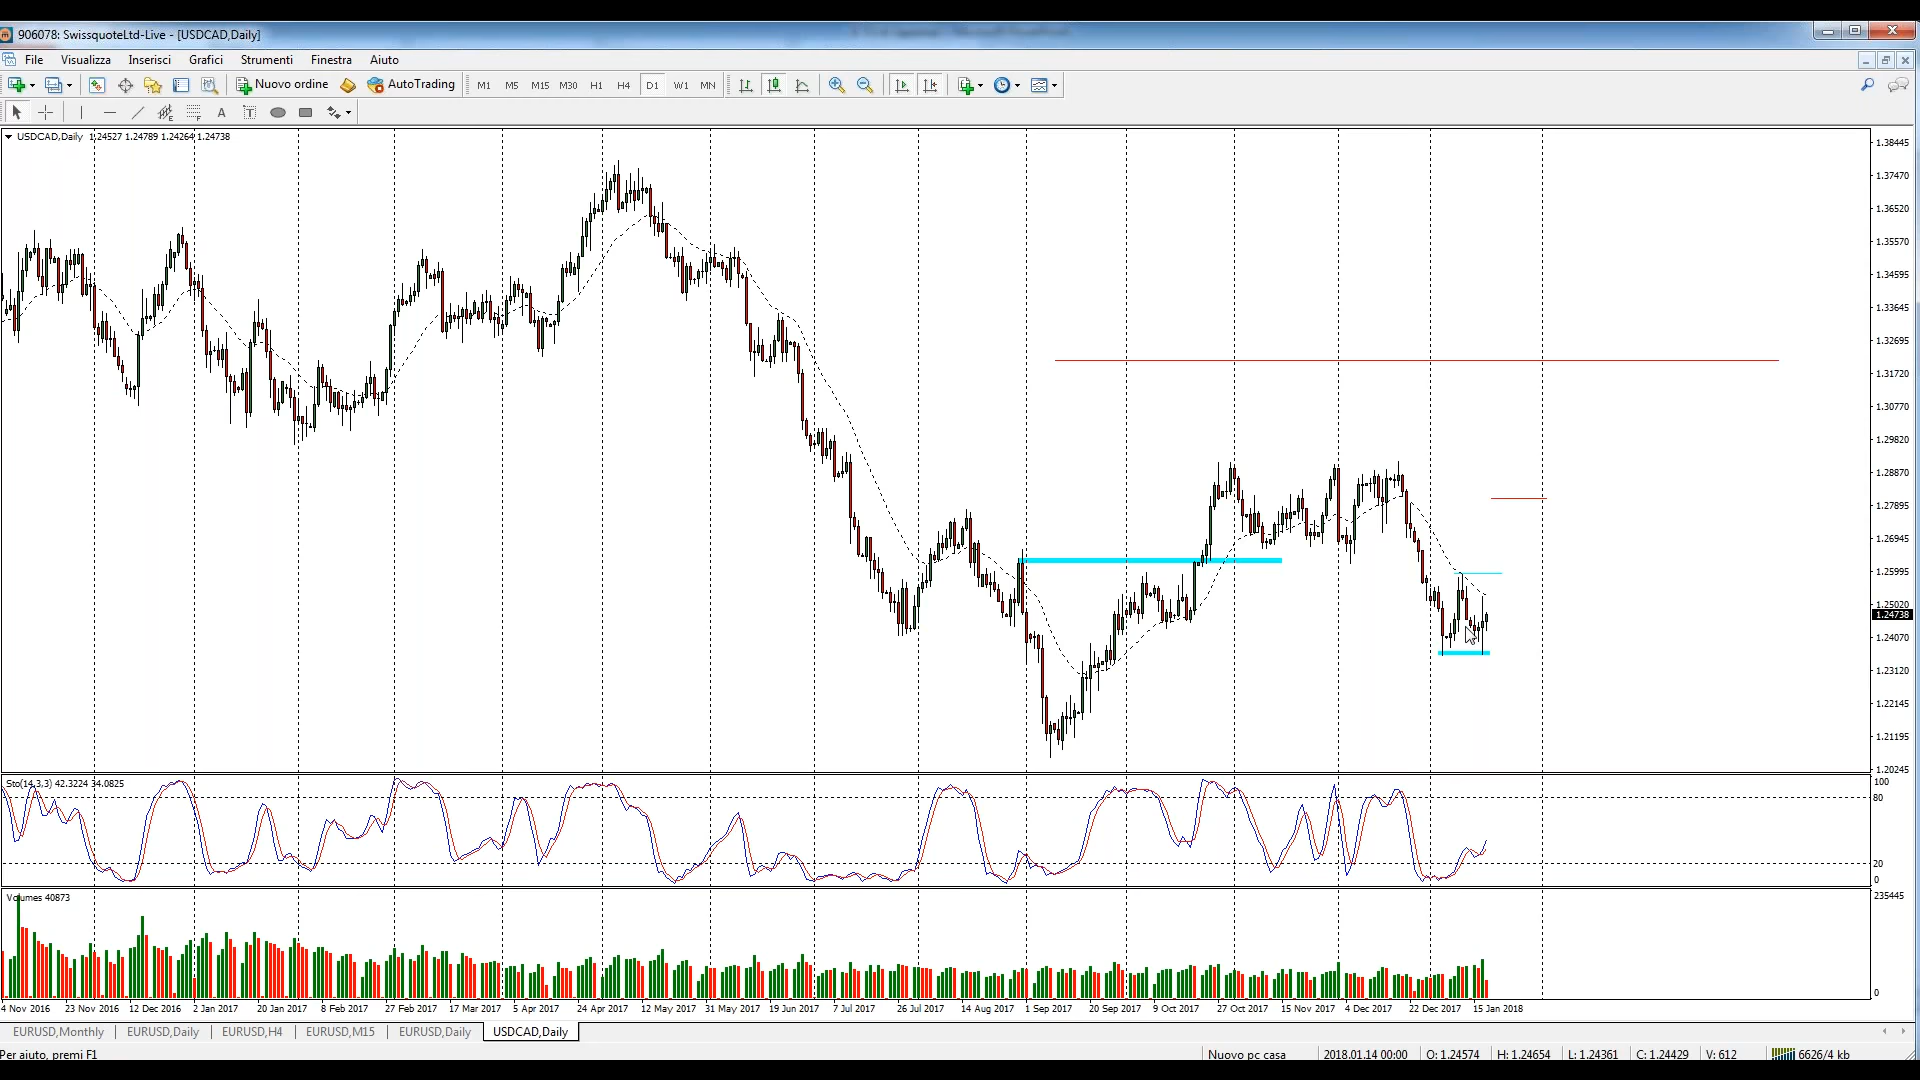 906078: SwissquoteLtd-Live - [USDCAD,Daily]
File Visualizza Inserisci Grafici Strumenti Finestra Aiuto
Nuovo ordine AutoTrading M1 M5 M15 M30 H1 H4 D1 W1 MN
A T
USDCAD,Daily 1.24527 1.24789 1.24264 1.24738
1.38445
1.37470
1.36520
1.35570
1.34595
1.33645
1.32695
1.31720
1.30770
1.29820
1.28870
1.27895
1.26945
1.25995
1.25020
1.24738
1.24070
1.23120
1.22145
1.21195
1.20245
Sto(14,3,3) 42.3224 34.0825
100
80
20
0
Volumes 40873
235445
0
4 Nov 2016 23 Nov 2016 12 Dec 2016 2 Jan 2017 20 Jan 2017 8 Feb 2017 27 Feb 2017 17 Mar 2017 5 Apr 2017 24 Apr 2017 12 May 2017 31 May 2017 19 Jun 2017 7 Jul 2017 26 Jul 2017 14 Aug 2017 1 Sep 2017 20 Sep 2017 9 Oct 2017 27 Oct 2017 15 Nov 2017 4 Dec 2017 22 Dec 2017 15 Jan 2018
EURUSD,Monthly EURUSD,Daily EURUSD,H4 EURUSD,M15 EURUSD,Daily USDCAD,Daily
Per aiuto, premi F1 Nuovo pc casa 2018.01.14 00:00 O: 1.24574 H: 1.24654 L: 1.24361 C: 1.24429 V: 612 6626/4 kb